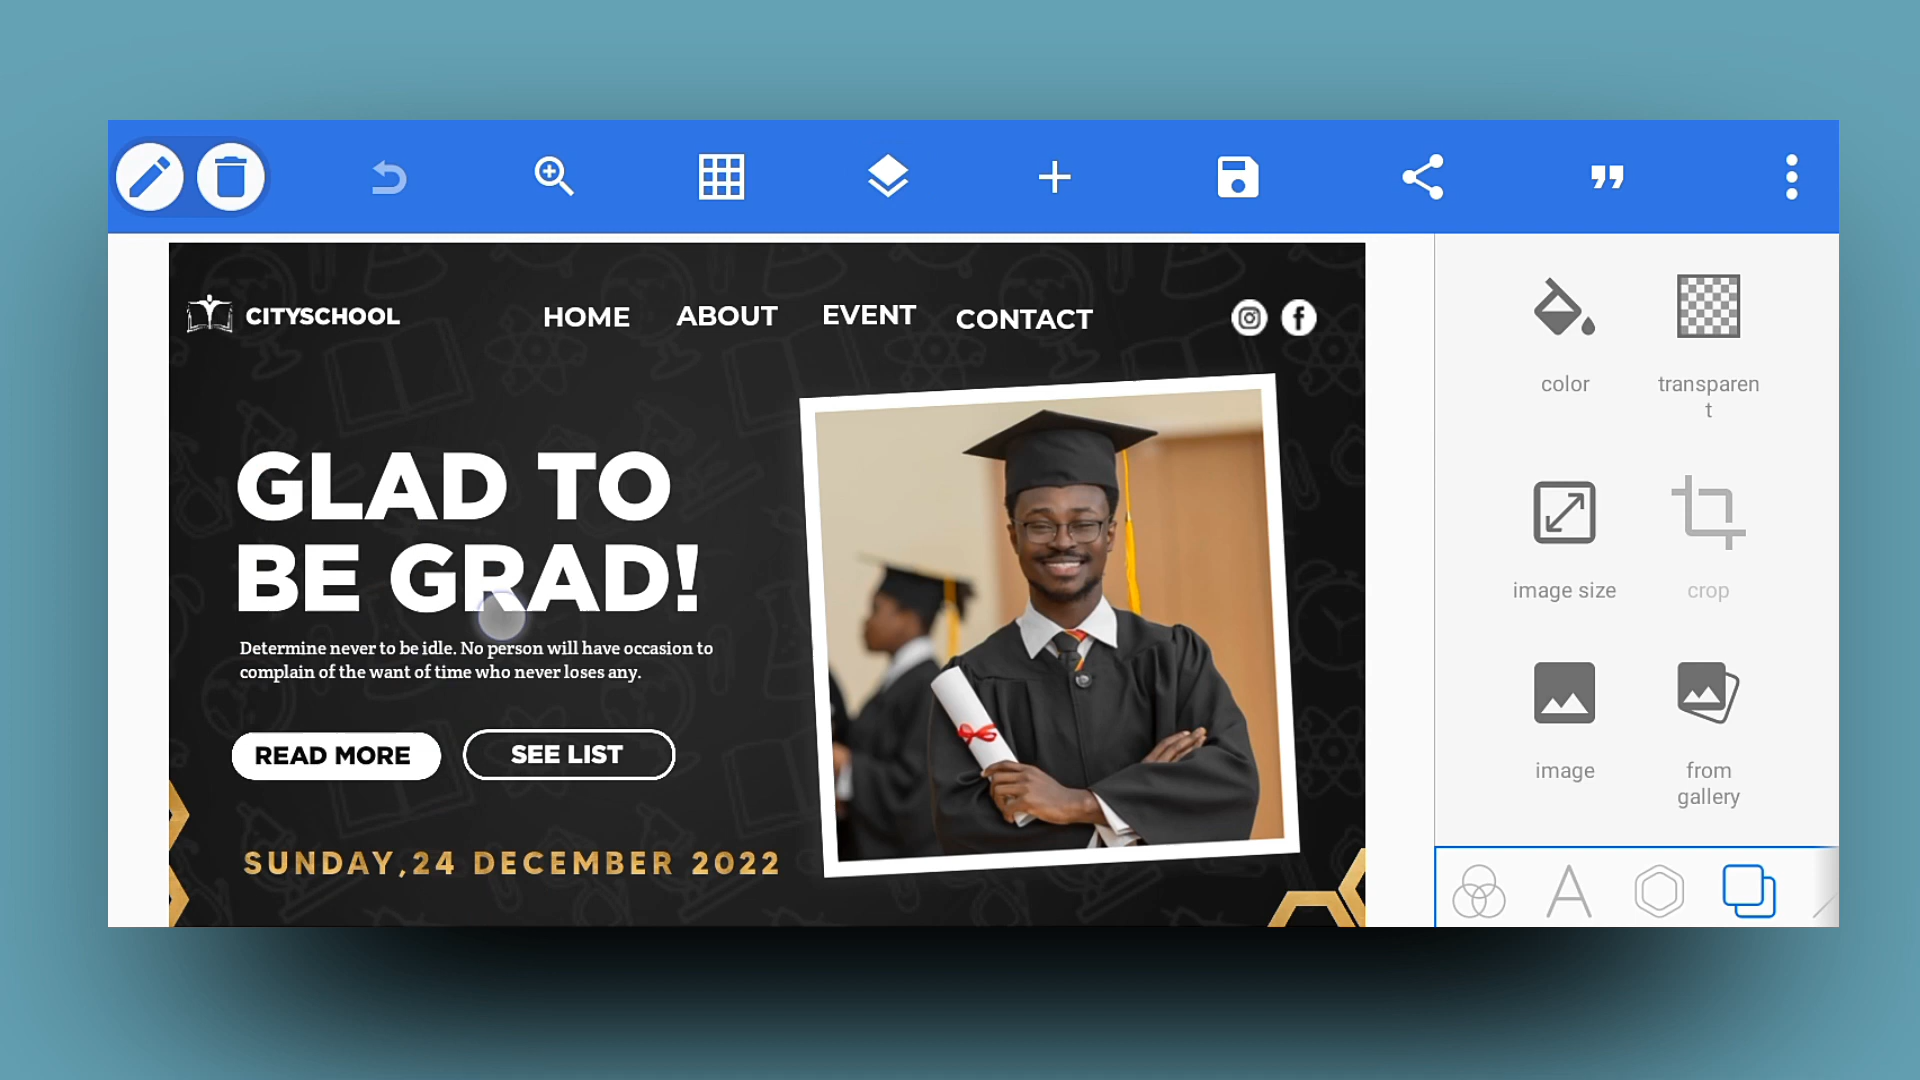 CITYSCHOOL
HOME ABOUT EVENT CONTACT
GLAD TO
BE GRAD!
Determine never to be idle. No person will have occasion to
complain of the want of time who never loses any.
READ MORE SEE LIST
SUNDAY,24 DECEMBER 2022
color
transparen
t
image size
crop
image
from
gallery